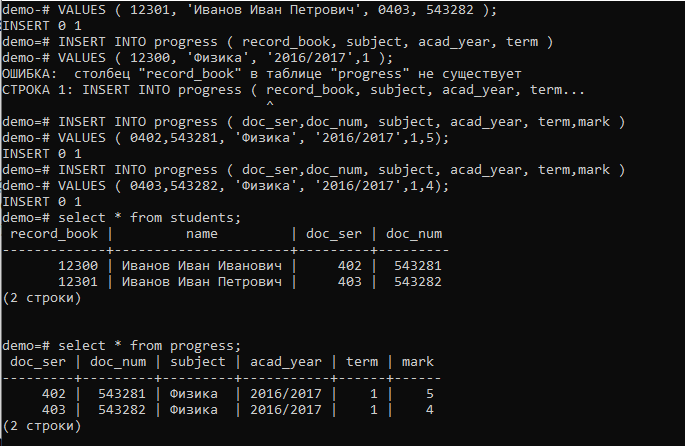 demo-# VALUES ( 12301, 'Иванов Иван Петрович', 0403, 543282 );
INSERT 0 1
demo=# INSERT INTO progress ( record_book, subject, acad_year, term )
demo-# VALUES ( 12300, 'Физика', '2016/2017',1 );
ОШИБКА:  столбец "record_book" в таблице "progress" не существует
СТРОКА 1: INSERT INTO progress ( record_book, subject, acad_year, term...
^
demo=# INSERT INTO progress ( doc_ser,doc_num, subject, acad_year, term,mark )
demo-# VALUES ( 0402,543281, 'Физика', '2016/2017',1,5);
INSERT 0 1
demo=# INSERT INTO progress ( doc_ser,doc_num, subject, acad_year, term,mark )
demo-# VALUES ( 0403,543282, 'Физика', '2016/2017',1,4);
INSERT 0 1
demo=# select * from students;
 record_book |         name         | doc_ser | doc_num
-------------+----------------------+---------+---------
       12300 | Иванов Иван Иванович |     402 |  543281
       12301 | Иванов Иван Петрович |     403 |  543282
(2 строки)
demo=# select * from progress;
 doc_ser | doc_num | subject | acad_year | term | mark
---------+---------+---------+-----------+------+------
     402 |  543281 | Физика  | 2016/2017 |    1 |    5
     403 |  543282 | Физика  | 2016/2017 |    1 |    4
(2 строки)